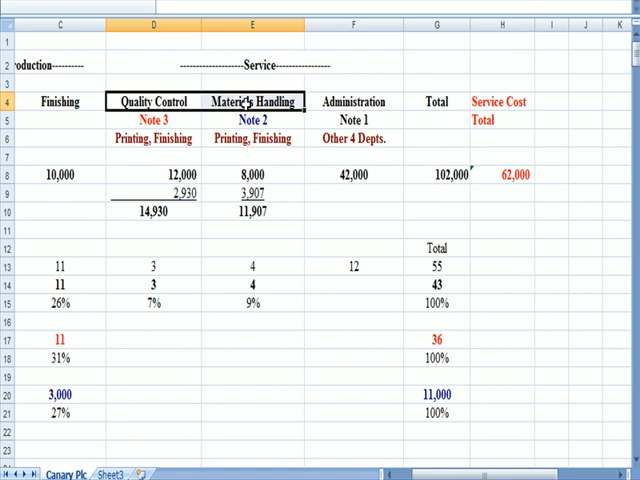 C D E F G H I J K
1
2 roduction---------- -------------------Service----------------
3
4 Finishing Quality Control Materials Handling Administration Total Service Cost
5 Note 3 Note 2 Note 1 Total
6 Printing, Finishing Printing, Finishing Other 4 Depts.
7
8 10,000 12,000 8,000 42,000 102,000 62,000
9 2,930 3,907
10 14,930 11,907
11
12 Total
13 11 3 4 12 55
14 11 3 4 43
15 26% 7% 9% 100%
16
17 11 36
18 31% 100%
19
20 3,000 11,000
21 27% 100%
22
23
Canary Plc Sheet3